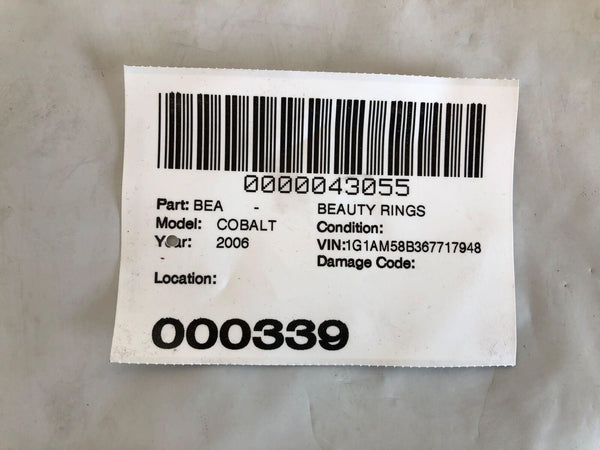 0000043055
Part: BEA - BEAUTY RINGS
Model: COBALT Condition:
Year: 2006 VIN:1G1AM58B367717948
Damage Code:
Location:
000339